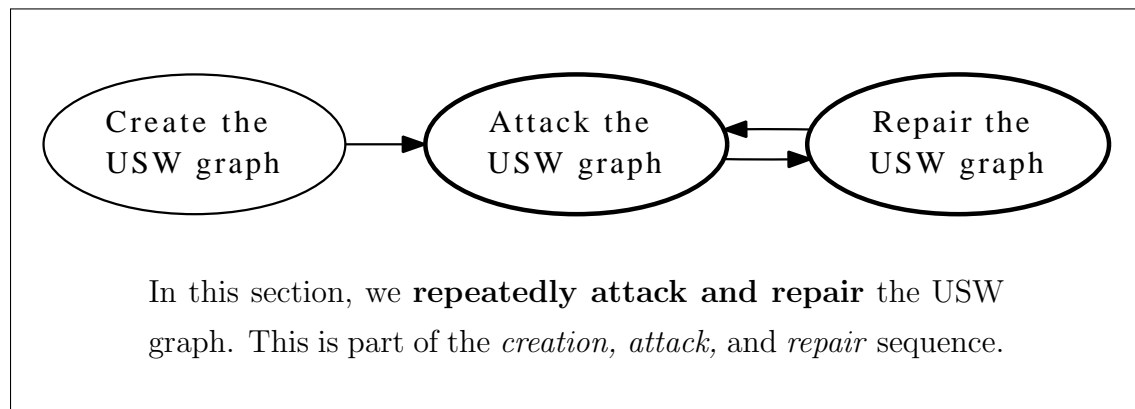 Create the
USW graph
Attack the
USW graph
Repair the
USW graph
In this section, we repeatedly attack and repair the USW
graph. This is part of the creation, attack, and repair sequence.